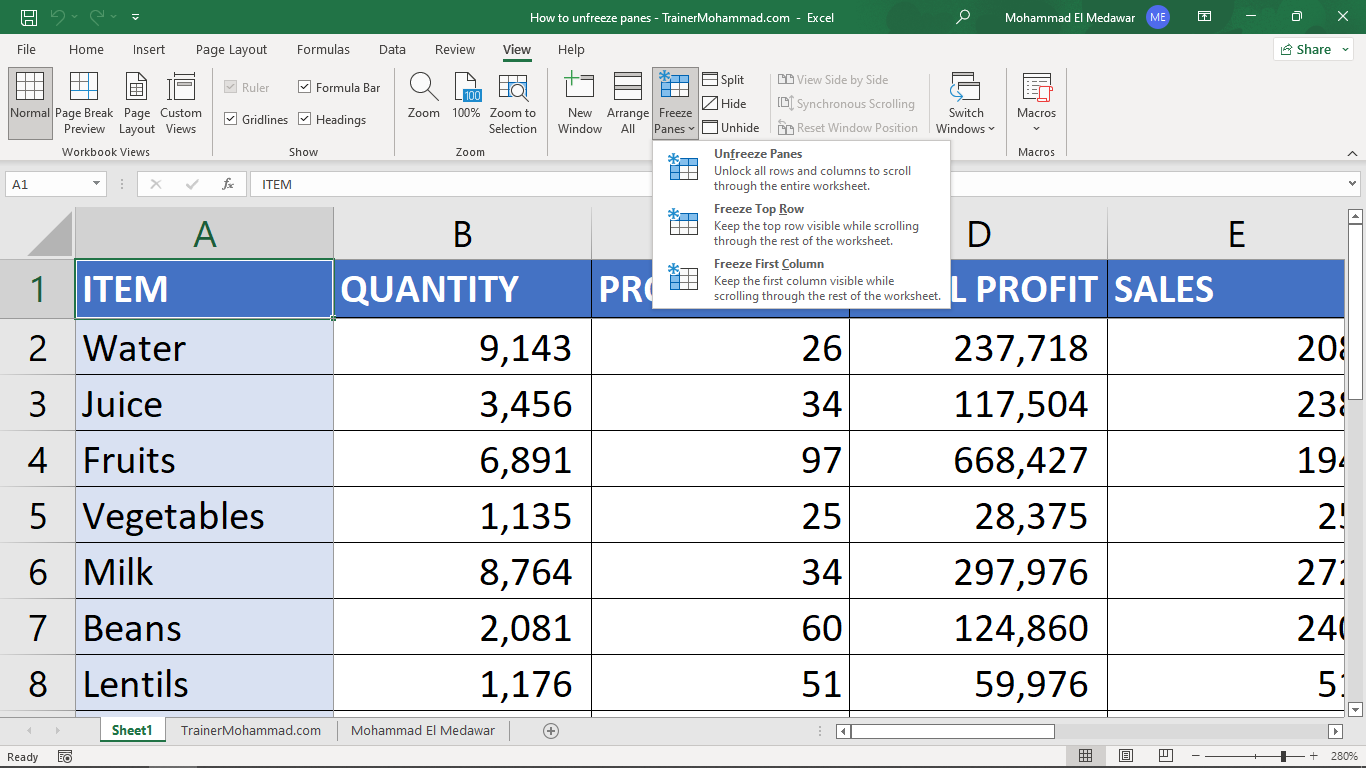 How to unfreeze panes - TrainerMohammad.com - Excel
Mohammad El Medawar ME
File Home Insert Page Layout Formulas Data Review View Help
Share
Normal
Page Break Preview
Page Layout
Custom Views
Workbook Views
Ruler
Formula Bar
Gridlines
Headings
Show
Zoom
100
100%
Zoom to Selection
Zoom
New Window
Arrange All
Freeze Panes
Split
Hide
Unhide
View Side by Side
Synchronous Scrolling
Reset Window Position
Switch Windows
Macros
Macros
Unfreeze Panes
Unlock all rows and columns to scroll
through the entire worksheet.
Freeze Top Row
Keep the top row visible while scrolling
through the rest of the worksheet.
Freeze First Column
Keep the first column visible while
scrolling through the rest of the worksheet.
A1 fx ITEM
A B D E
1 ITEM QUANTITY PROFIT SALES
2 Water 9,143 26 237,718
3 Juice 3,456 34 117,504
4 Fruits 6,891 97 668,427
5 Vegetables 1,135 25 28,375
6 Milk 8,764 34 297,976
7 Beans 2,081 60 124,860
8 Lentils 1,176 51 59,976
Sheet1 TrainerMohammad.com Mohammad El Medawar
Ready
280%